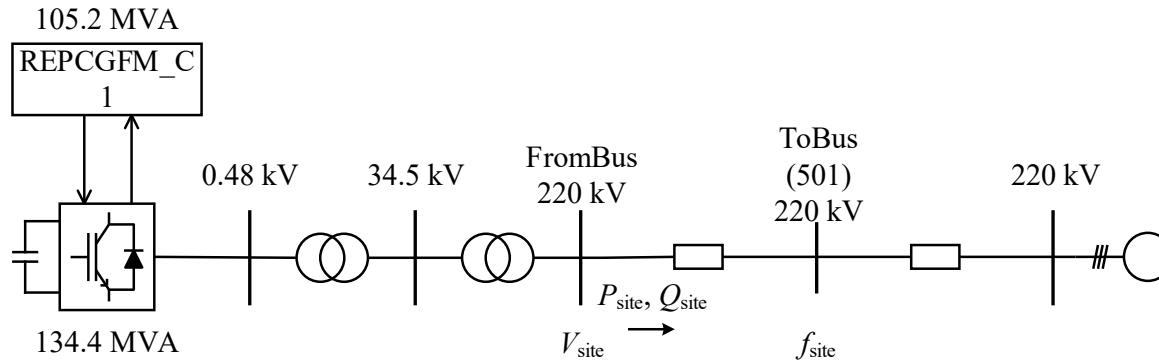 105.2 MVA
REPCGFM_C
1
0.48 kV
34.5 kV
FromBus
220 kV
ToBus
(501)
220 kV
220 kV
134.4 MVA
Psite, Qsite
Vsite
fsite